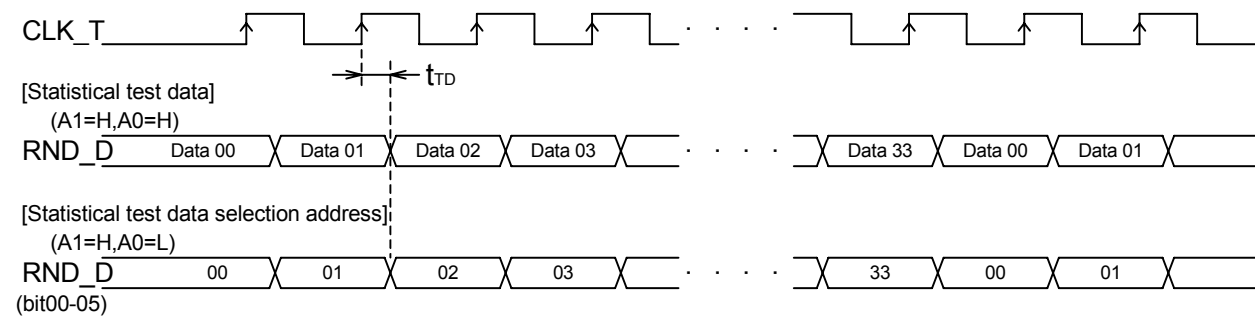 CLK_T
tTD
[Statistical test data]
(A1=H,A0=H)
RND_D Data 00 Data 01 Data 02 Data 03 · · · · Data 33 Data 00 Data 01
[Statistical test data selection address]
(A1=H,A0=L)
RND_D 00 01 02 03 · · · · 33 00 01
(bit00-05)